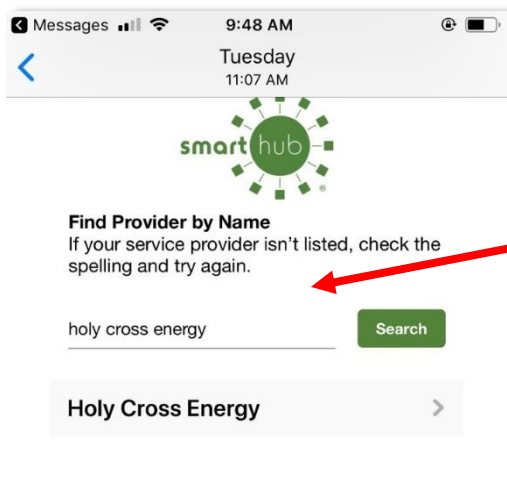 Messages 9:48 AM
Tuesday
11:07 AM
smart hub ®
Find Provider by Name
If your service provider isn't listed, check the
spelling and try again.
holy cross energy Search
Holy Cross Energy